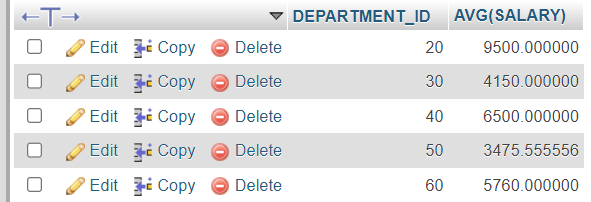 DEPARTMENT_ID AVG(SALARY)
Edit Copy Delete 20 9500.000000
Edit Copy Delete 30 4150.000000
Edit Copy Delete 40 6500.000000
Edit Copy Delete 50 3475.555556
Edit Copy Delete 60 5760.000000